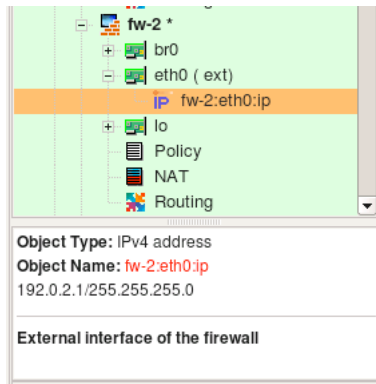 fw-2 *
br0
eth0 ( ext)
IP fw-2:eth0:ip
lo
Policy
NAT
Routing
Object Type: IPv4 address
Object Name: fw-2:eth0:ip
192.0.2.1/255.255.255.0
External interface of the firewall